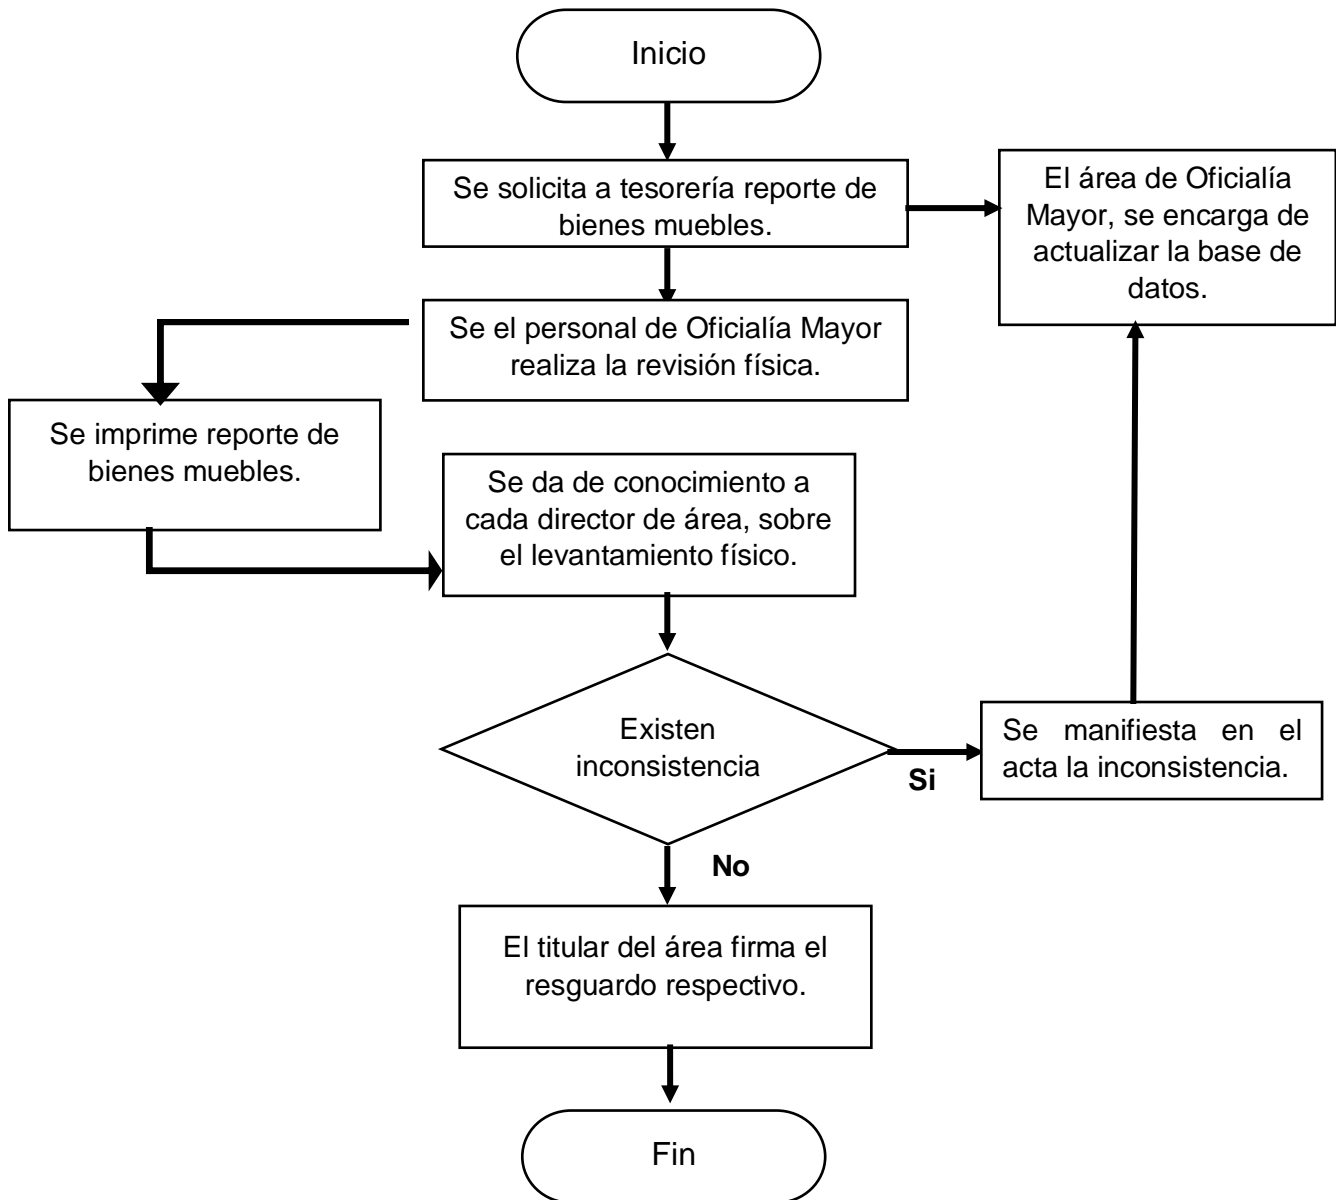 Inicio
Se solicita a tesorería reporte de
bienes muebles.
El área de Oficialía
Mayor, se encarga de
actualizar la base de
datos.
Se el personal de Oficialía Mayor
realiza la revisión física.
Se imprime reporte de
bienes muebles.
Se da de conocimiento a
cada director de área, sobre
el levantamiento físico.
Existen
inconsistencia
Si
Se manifiesta en el
acta la inconsistencia.
No
El titular del área firma el
resguardo respectivo.
Fin